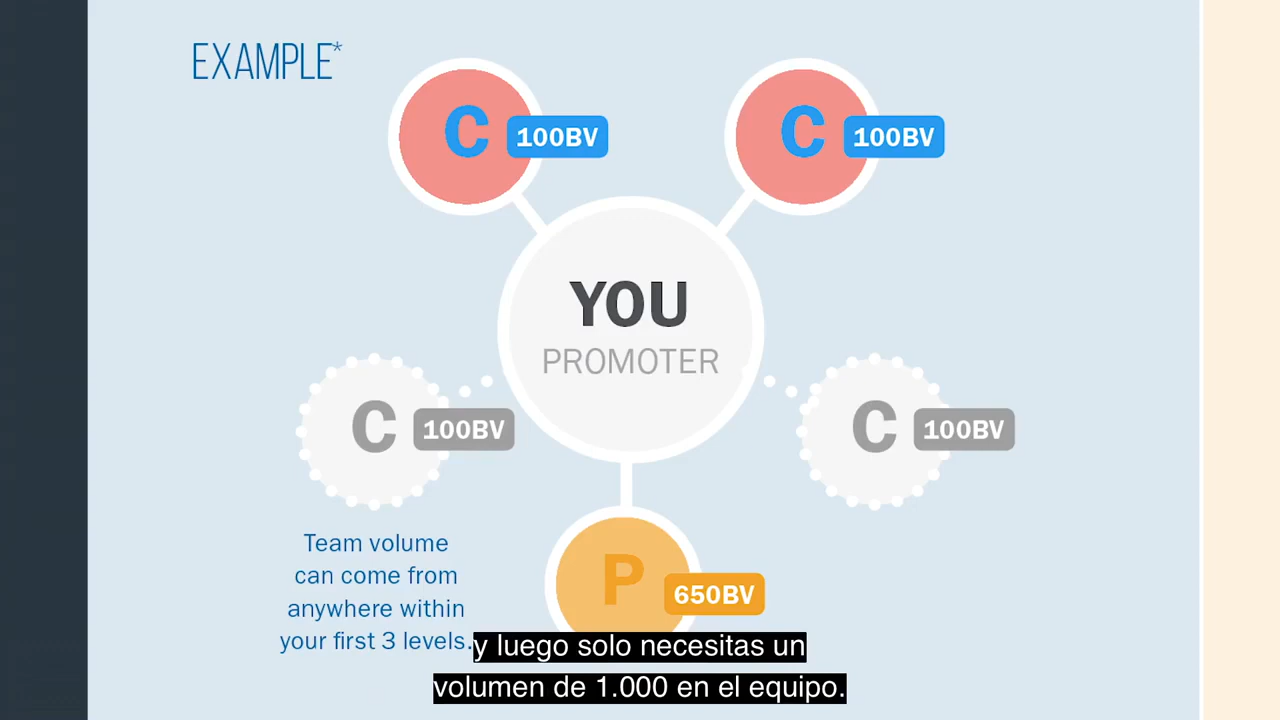 EXAMPLE*
C
100BV
C
100BV
YOU
PROMOTER
C
100BV
C
100BV
Team volume
can come from
anywhere within
your first 3 levels.
P
650BV
y luego solo necesitas un
volumen de 1.000 en el equipo.